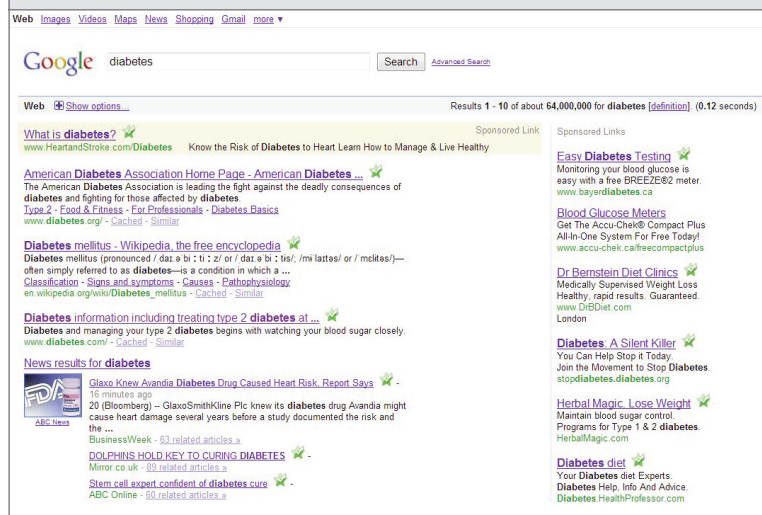 Web Images Videos Maps News Shopping Gmail more ▼
Google diabetes Search Advanced Search
Web Show options... Results 1 - 10 of about 64,000,000 for diabetes [definition]. (0.12 seconds)
What is diabetes? Sponsored Link
www.HeartandStroke.com/Diabetes Know the Risk of Diabetes to Heart Learn How to Manage & Live Healthy
American Diabetes Association Home Page - American Diabetes ...
The American Diabetes Association is leading the fight against the deadly consequences of
diabetes and fighting for those affected by diabetes.
Type 2 - Food & Fitness - For Professionals - Diabetes Basics
www.diabetes.org/ - Cached - Similar
Diabetes mellitus - Wikipedia, the free encyclopedia
Diabetes mellitus (pronounced
often simply referred to as diabetes—is a condition in which a ...
Classification - Signs and symptoms - Causes - Pathophysiology
en.wikipedia.org/wiki/Diabetes_mellitus - Cached - Similar
Diabetes information including treating type 2 diabetes at ...
Diabetes and managing your type 2 diabetes begins with watching your blood sugar closely.
www.diabetes.com/ - Cached - Similar
News results for diabetes
FDA
ABC News
Glaxo Knew Avandia Diabetes Drug Caused Heart Risk, Report Says -
16 minutes ago
20 (Bloomberg) -- GlaxoSmithKline Plc knew its diabetes drug Avandia might
cause heart damage several years before a study documented the risk and
the ...
BusinessWeek - 63 related articles »
DOLPHINS HOLD KEY TO CURING DIABETES -
Mirror.co.uk - 89 related articles »
Stem cell expert confident of diabetes cure -
ABC Online - 60 related articles »
Sponsored Links
Easy Diabetes Testing
Monitoring your blood glucose is
easy with a free BREEZE®2 meter.
www.bayerdiabetes.ca
Blood Glucose Meters
Get The Accu-Chek® Compact Plus
All-In-One System For Free Today!
www.accu-chek.ca/freecompactplus
Dr Bernstein Diet Clinics
Medically Supervised Weight Loss
Healthy, rapid results. Guaranteed.
www.DrBDiet.com
London
Diabetes: A Silent Killer
You Can Help Stop it Today.
Join the Movement to Stop Diabetes.
stopdiabetes.diabetes.org
Herbal Magic. Lose Weight
Maintain blood sugar control.
Programs for Type 1 & 2 diabetes.
HerbalMagic.com
Diabetes diet
Your Diabetes diet Experts.
Diabetes Help, Info And Advice.
Diabetes.HealthProfessor.com